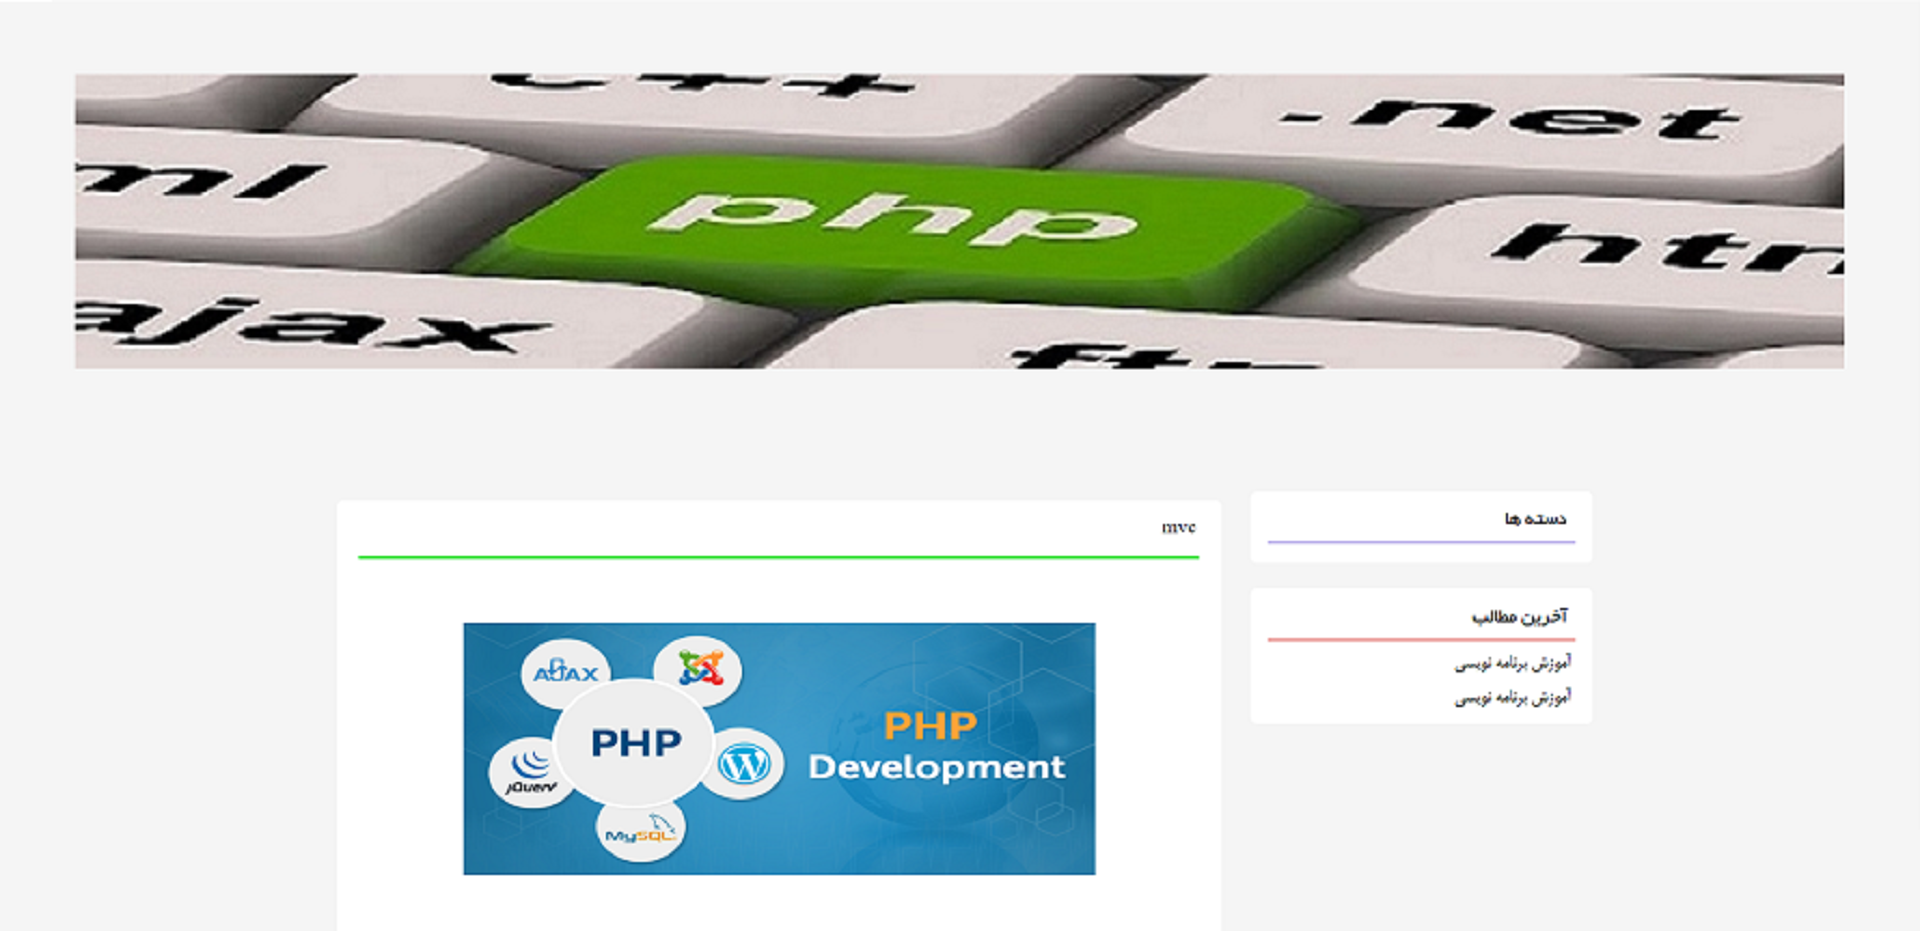 c++
.net
ml
php
htm
ajax
ftp
mvc
دسته ها
آخرین مطالب
آموزش برنامه نویسی
آموزش برنامه نویسی
AJAX
PHP
PHP
Development
jQuery
MySQL